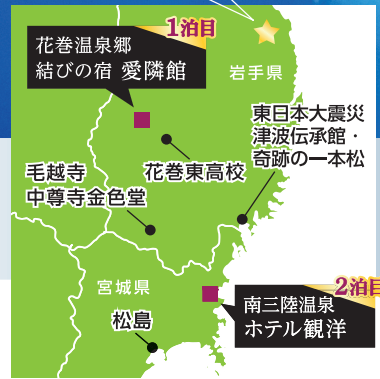 1泊目
花巻温泉郷
結びの宿 愛隣館
岩手県
東日本大震災
津波伝承館・
奇跡の一本松
花巻東高校
毛越寺
中尊寺金色堂
宮城県
2泊目
南三陸温泉
ホテル観洋
松島